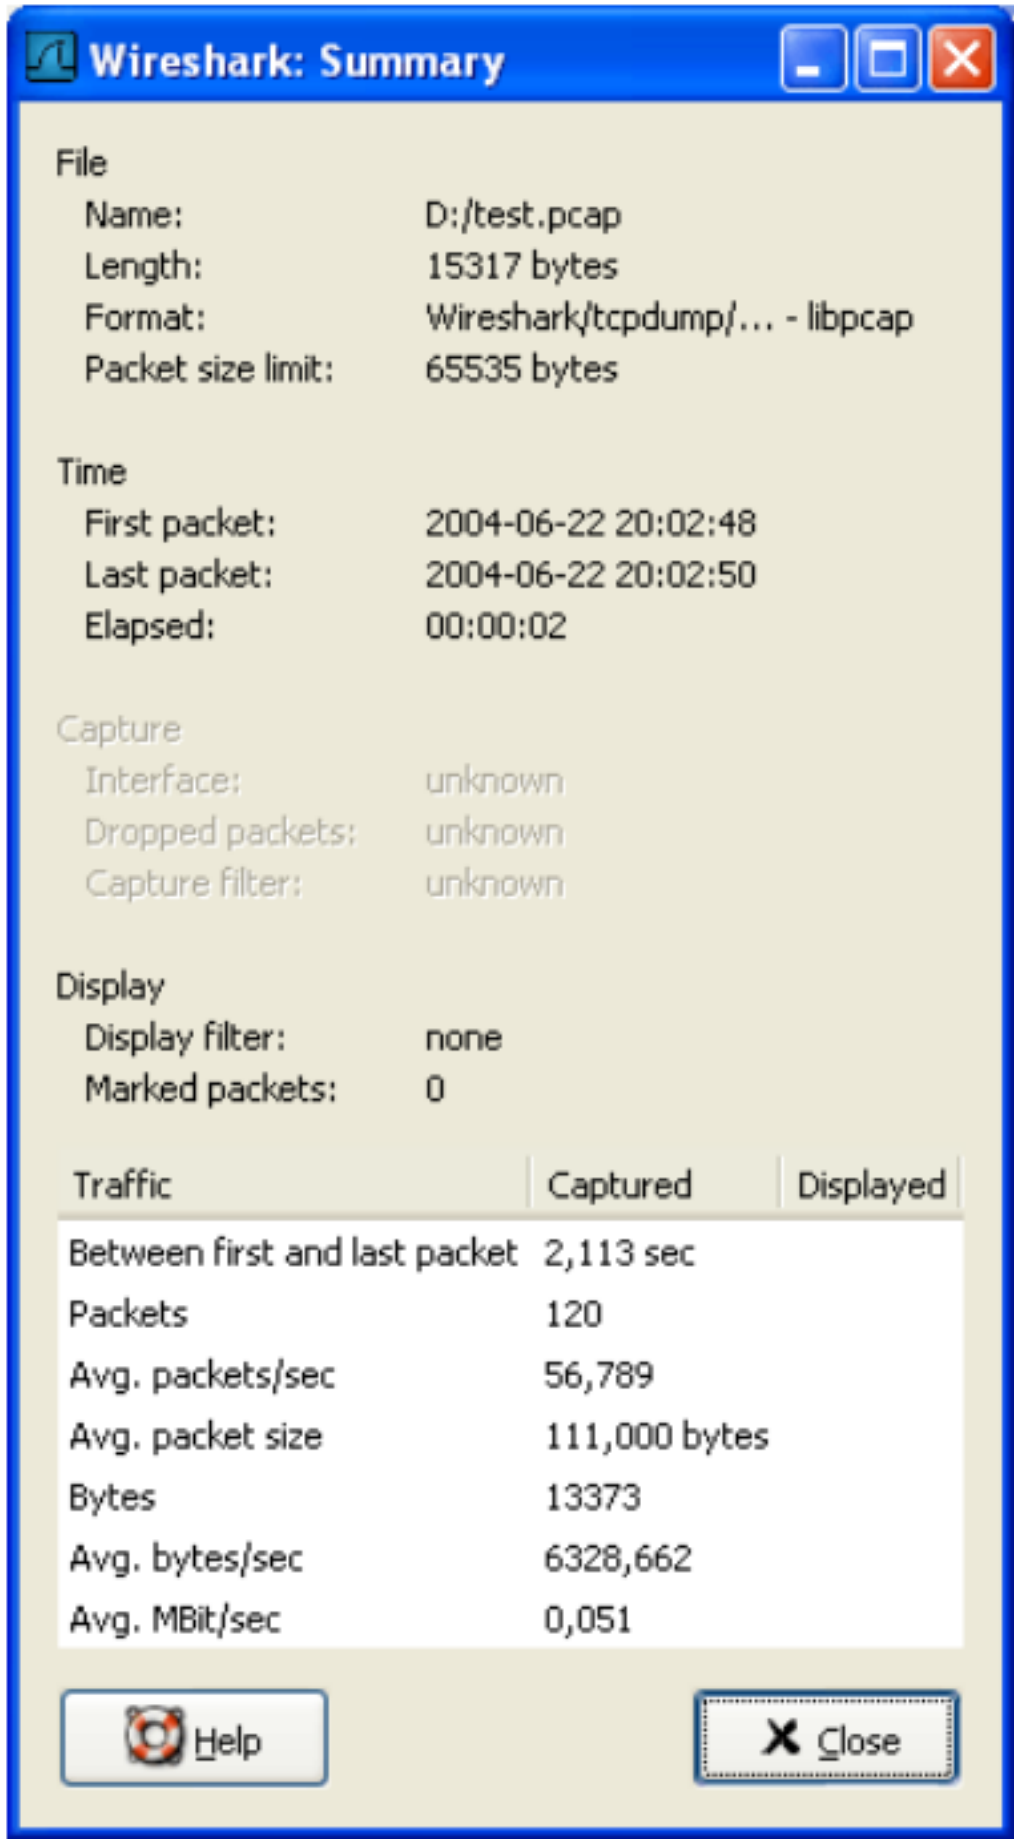 Wireshark: Summary
File
Name: D:/test.pcap
Length: 15317 bytes
Format: Wireshark/tcpdump/... - libpcap
Packet size limit: 65535 bytes
Time
First packet: 2004-06-22 20:02:48
Last packet: 2004-06-22 20:02:50
Elapsed: 00:00:02
Capture
Interface: unknown
Dropped packets: unknown
Capture filter: unknown
Display
Display filter: none
Marked packets: 0
Traffic Captured Displayed
Between first and last packet 2,113 sec
Packets 120
Avg. packets/sec 56,789
Avg. packet size 111,000 bytes
Bytes 13373
Avg. bytes/sec 6328,662
Avg. MBit/sec 0,051
Help Close